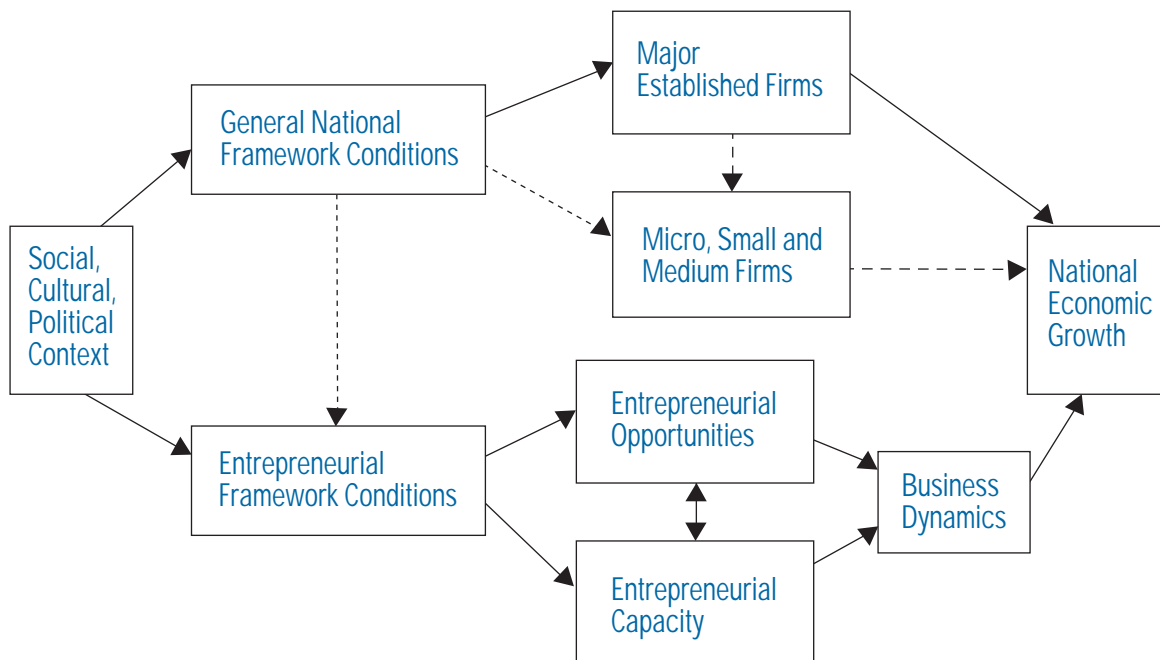 Major
Established Firms
General National
Framework Conditions
Micro, Small and
Medium Firms
Social,
Cultural,
Political
Context
National
Economic
Growth
Entrepreneurial
Opportunities
Entrepreneurial
Framework Conditions
Business
Dynamics
Entrepreneurial
Capacity